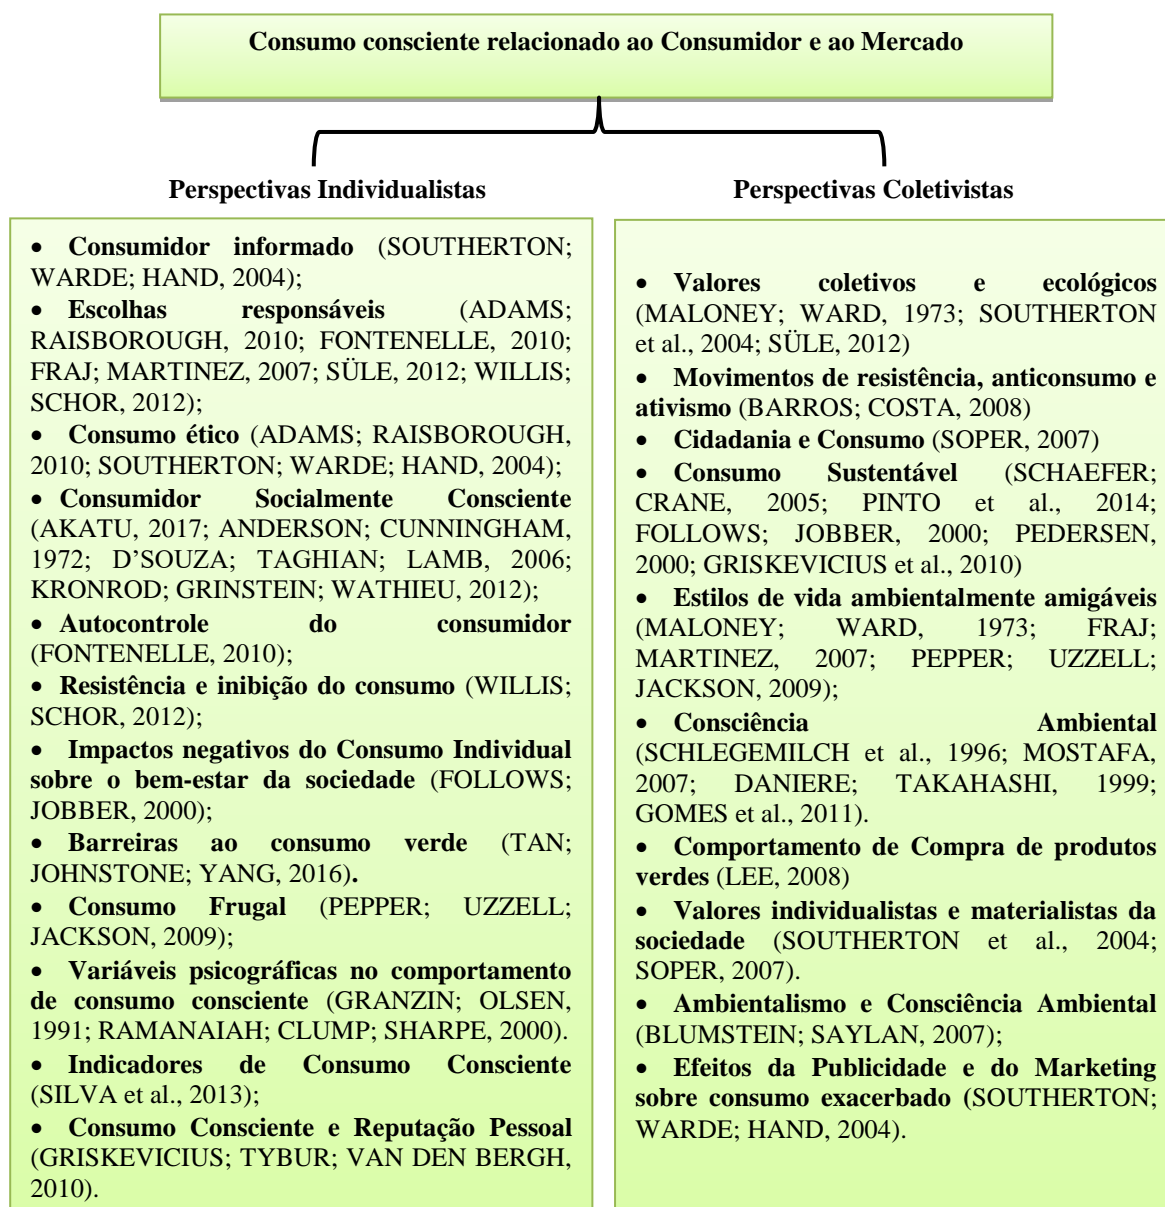 Consumo consciente relacionado ao Consumidor e ao Mercado
Perspectivas Individualistas
• Consumidor informado (SOUTHERTON;
WARDE; HAND, 2004);
• Escolhas responsáveis (ADAMS;
RAISBOROUGH, 2010; FONTENELLE, 2010;
FRAJ; MARTINEZ, 2007; SÜLE, 2012; WILLIS;
SCHOR, 2012);
• Consumo ético (ADAMS; RAISBOROUGH,
2010; SOUTHERTON; WARDE; HAND, 2004);
• Consumidor Socialmente Consciente
(AKATU, 2017; ANDERSON; CUNNINGHAM,
1972; D’SOUZA; TAGHIAN; LAMB, 2006;
KRONROD; GRINSTEIN; WATHIEU, 2012);
• Autocontrole do consumidor
(FONTENELLE, 2010);
• Resistência e inibição do consumo (WILLIS;
SCHOR, 2012);
• Impactos negativos do Consumo Individual
sobre o bem-estar da sociedade (FOLLOWS;
JOBBER, 2000);
• Barreiras ao consumo verde (TAN;
JOHNSTONE; YANG, 2016).
• Consumo Frugal (PEPPER; UZZELL;
JACKSON, 2009);
• Variáveis psicográficas no comportamento
de consumo consciente (GRANZIN; OLSEN,
1991; RAMANAIAH; CLUMP; SHARPE, 2000).
• Indicadores de Consumo Consciente
(SILVA et al., 2013);
• Consumo Consciente e Reputação Pessoal
(GRISKEVICIUS; TYBUR; VAN DEN BERGH,
2010).
Perspectivas Coletivistas
• Valores coletivos e ecológicos
(MALONEY; WARD, 1973; SOUTHERTON
et al., 2004; SÜLE, 2012)
• Movimentos de resistência, anticonsumo e
ativismo (BARROS; COSTA, 2008)
• Cidadania e Consumo (SOPER, 2007)
• Consumo Sustentável (SCHAEFER;
CRANE, 2005; PINTO et al., 2014;
FOLLOWS; JOBBER, 2000; PEDERSEN,
2000; GRISKEVICIUS et al., 2010)
• Estilos de vida ambientalmente amigáveis
(MALONEY; WARD, 1973; FRAJ;
MARTINEZ, 2007; PEPPER; UZZELL;
JACKSON, 2009);
• Consciência Ambiental
(SCHLEGEMILCH et al., 1996; MOSTAFA,
2007; DANIERE; TAKAHASHI, 1999;
GOMES et al., 2011).
• Comportamento de Compra de produtos
verdes (LEE, 2008)
• Valores individualistas e materialistas da
sociedade (SOUTHERTON et al., 2004;
SOPER, 2007).
• Ambientalismo e Consciência Ambiental
(BLUMSTEIN; SAYLAN, 2007);
• Efeitos da Publicidade e do Marketing
sobre consumo exacerbado (SOUTHERTON;
WARDE; HAND, 2004).